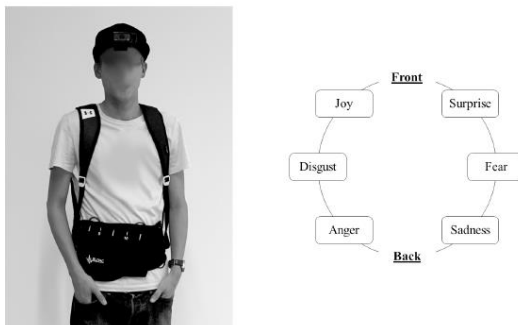 Front
Joy
Surprise
Disgust
Fear
Anger
Sadness
Back